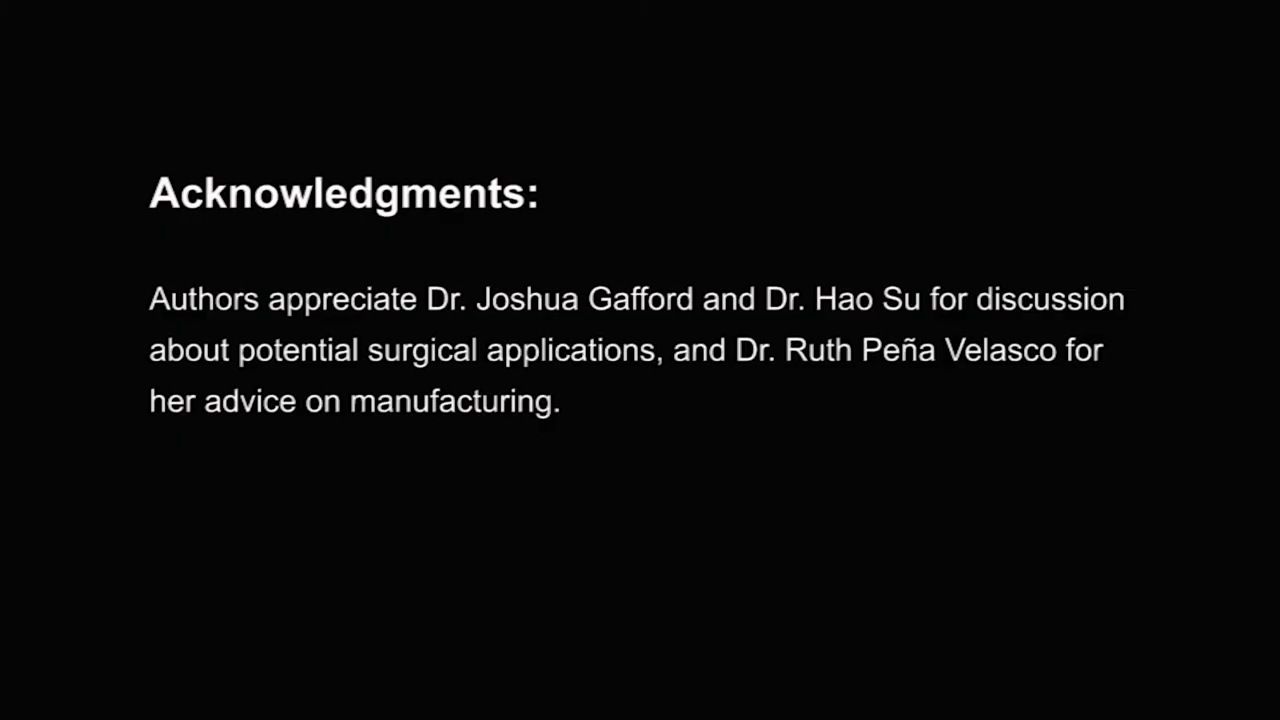 Acknowledgments:
Authors appreciate Dr. Joshua Gafford and Dr. Hao Su for discussion
about potential surgical applications, and Dr. Ruth Peña Velasco for
her advice on manufacturing.